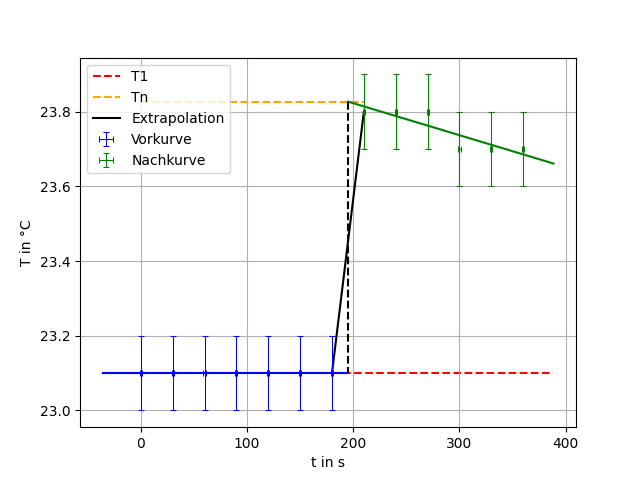 T1
Tn
Extrapolation
Vorkurve
Nachkurve
23.8
23.6
23.4
23.2
23.0
T in °C
0 100 200 300 400
t in s